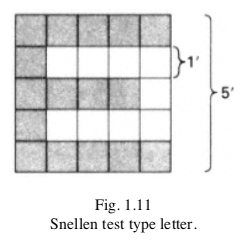 1′
5′
Fig. 1.11
Snellen test type letter.